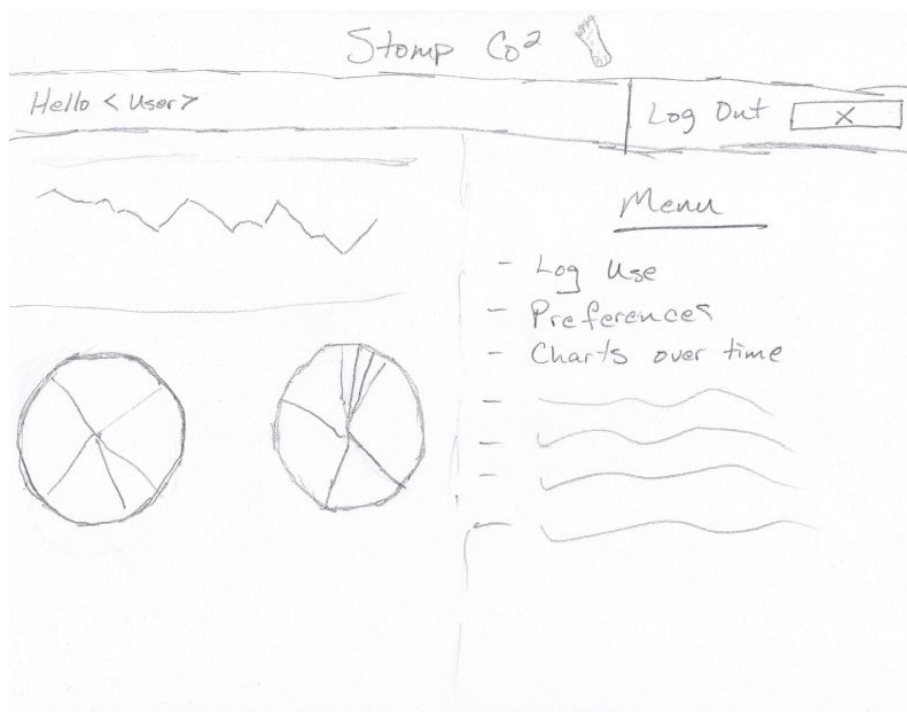 Stomp Co²
Hello <User>
Log Out X
Menu
- Log Use
- Preferences
- Charts over time